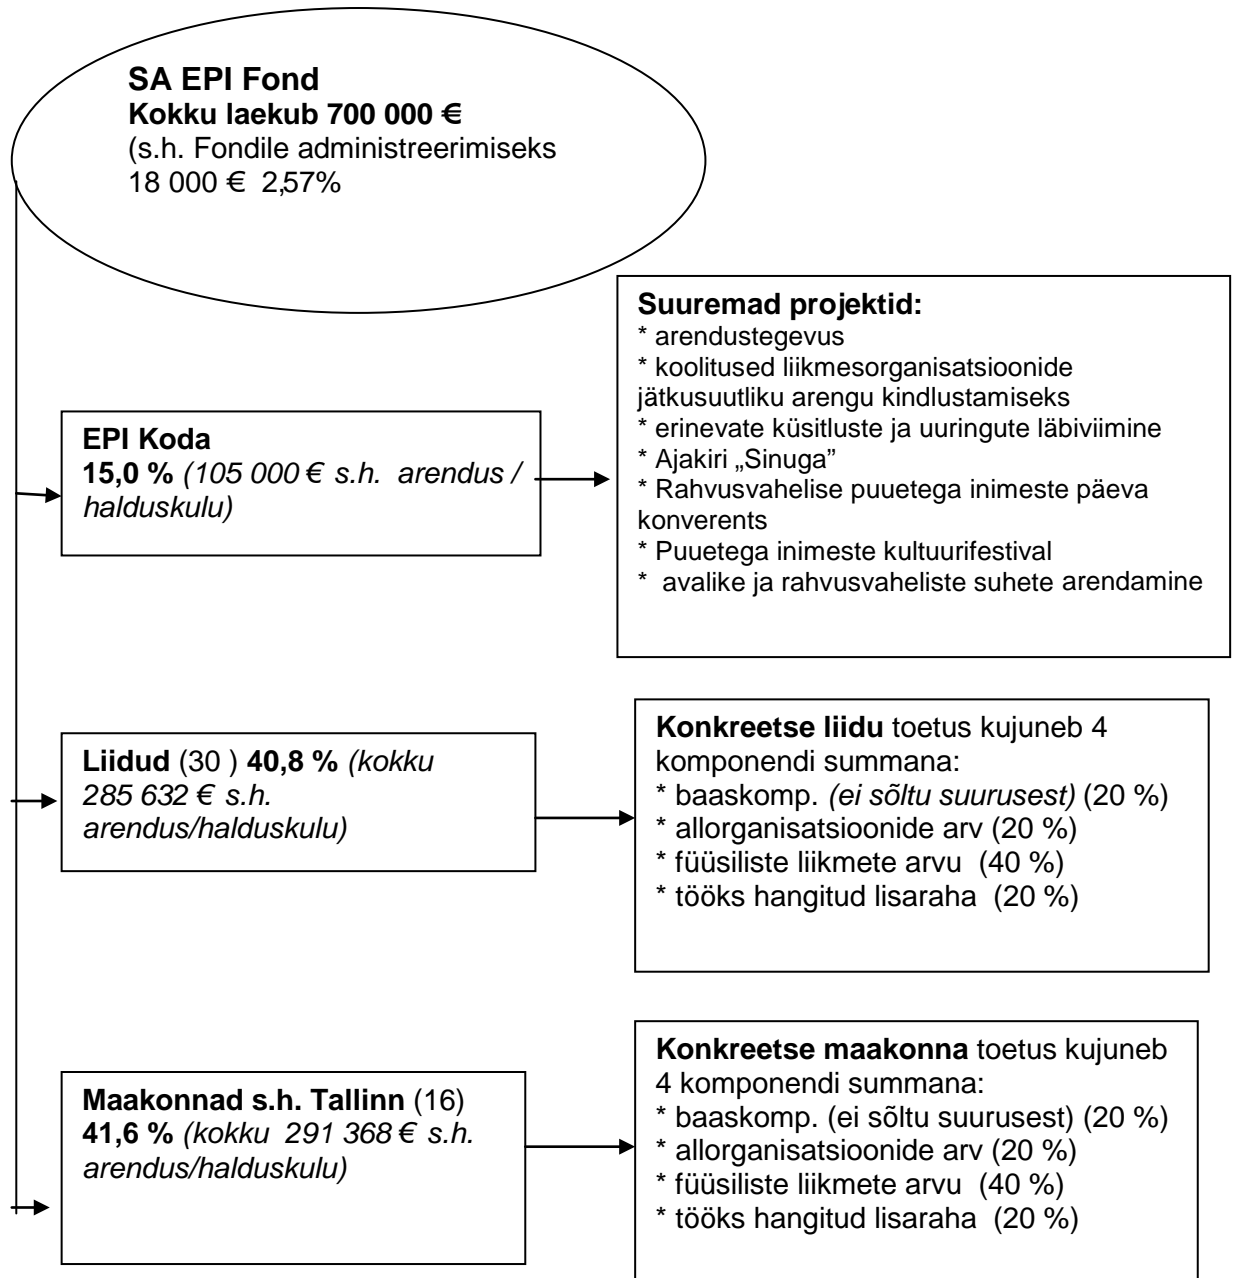 SA EPI Fond
Kokku laekub 700 000 €
(s.h. Fondile administreerimiseks
18 000 € 2,57%
Suuremad projektid:
* arendustegevus
* koolitused liikmesorganisatsioonide
jätkusuutliku arengu kindlustamiseks
* erinevate küsitluste ja uuringute läbiviimine
* Ajakiri „Sinuga”
* Rahvusvahelise puuetega inimeste päeva
konverents
* Puuetega inimeste kultuurifestival
* avalike ja rahvusvaheliste suhete arendamine
EPI Koda
15,0 % (105 000 € s.h. arendus /
halduskulu)
Liidud (30 ) 40,8 % (kokku
285 632 € s.h.
arendus/halduskulu)
Konkreetse liidu toetus kujuneb 4
komponendi summana:
* baaskomp. (ei sõltu suurusest) (20 %)
* allorganisatsioonide arv (20 %)
* füüsiliste liikmete arvu (40 %)
* tööks hangitud lisaraha (20 %)
Maakonnad s.h. Tallinn (16)
41,6 % (kokku 291 368 € s.h.
arendus/halduskulu)
Konkreetse maakonna toetus kujuneb
4 komponendi summana:
* baaskomp. (ei sõltu suurusest) (20 %)
* allorganisatsioonide arv (20 %)
* füüsiliste liikmete arvu (40 %)
* tööks hangitud lisaraha (20 %)